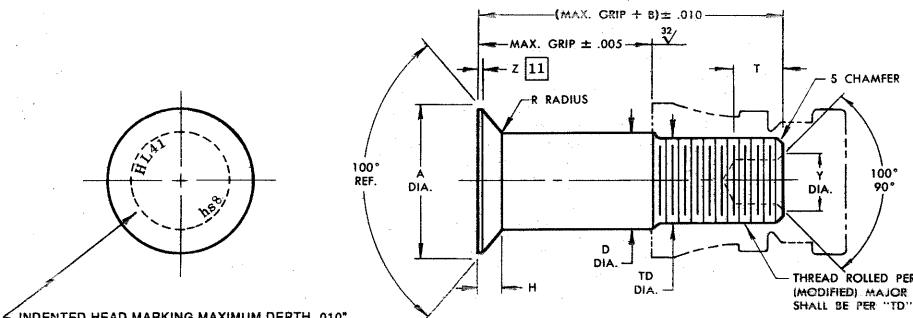 (MAX. GRIP + B) ± .010
MAX. GRIP ± .005
32
Z 11
T
S CHAMFER
R RADIUS
HL41
hs8
100°
REF.
A
DIA.
Y
DIA.
100°
90°
D
DIA.
TD
DIA.
H
THREAD ROLLED PER
(MODIFIED) MAJOR
SHALL BE PER "TD"
INDENTED HEAD MARKING MAXIMUM DEPTH .010"